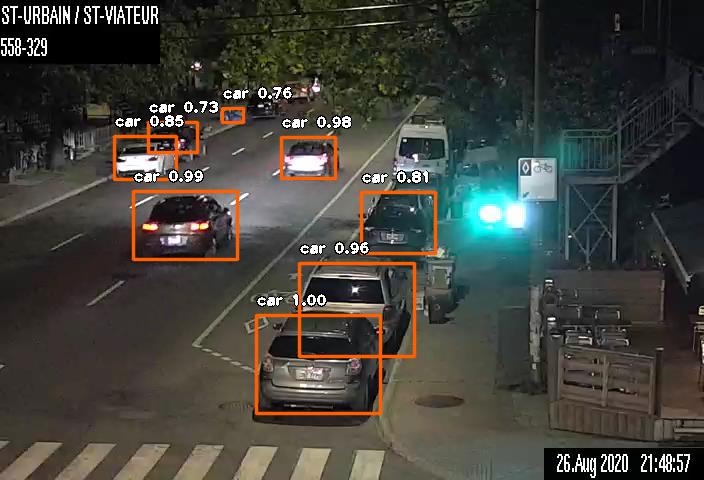 ST-URBAIN / ST-VIATEUR
558-329
car 0.76
car 0.73
car 0.85
car 0.98
car 0.99
car 0.81
car 0.96
car 1.00
26.Aug 2020 21:48:57